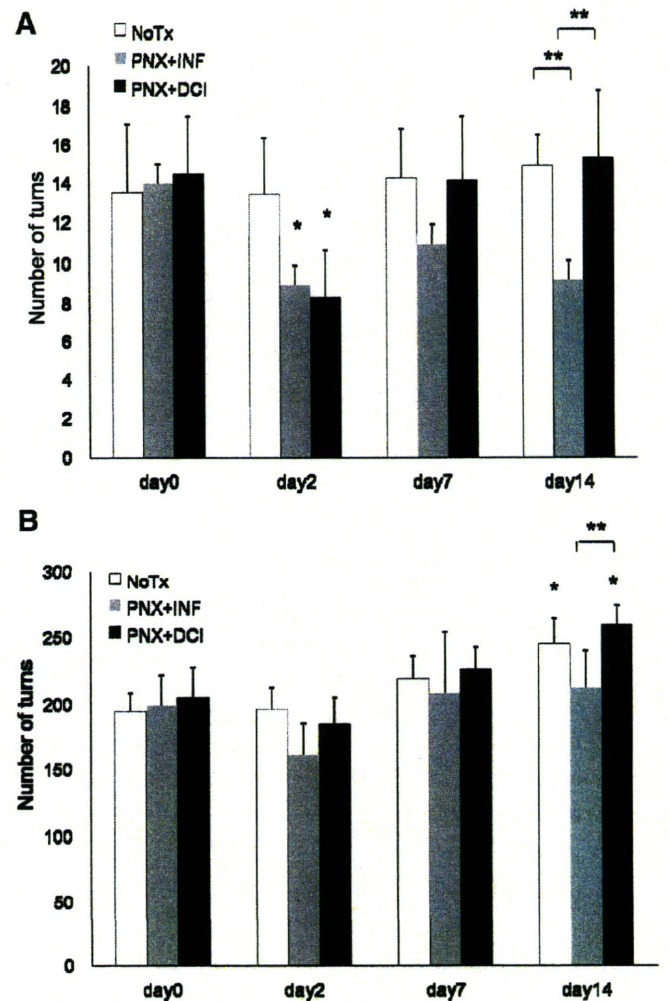 A
NoTx
PNX+INF
PNX+DCI
**
**
20
18
16
14
12
10
8
6
4
2
0
Number of turns
*
*
day0
day2
day7
day14
B
NoTx
PNX+INF
PNX+DCI
**
*
*
300
250
200
150
100
50
0
Number of turns
day0
day2
day7
day14